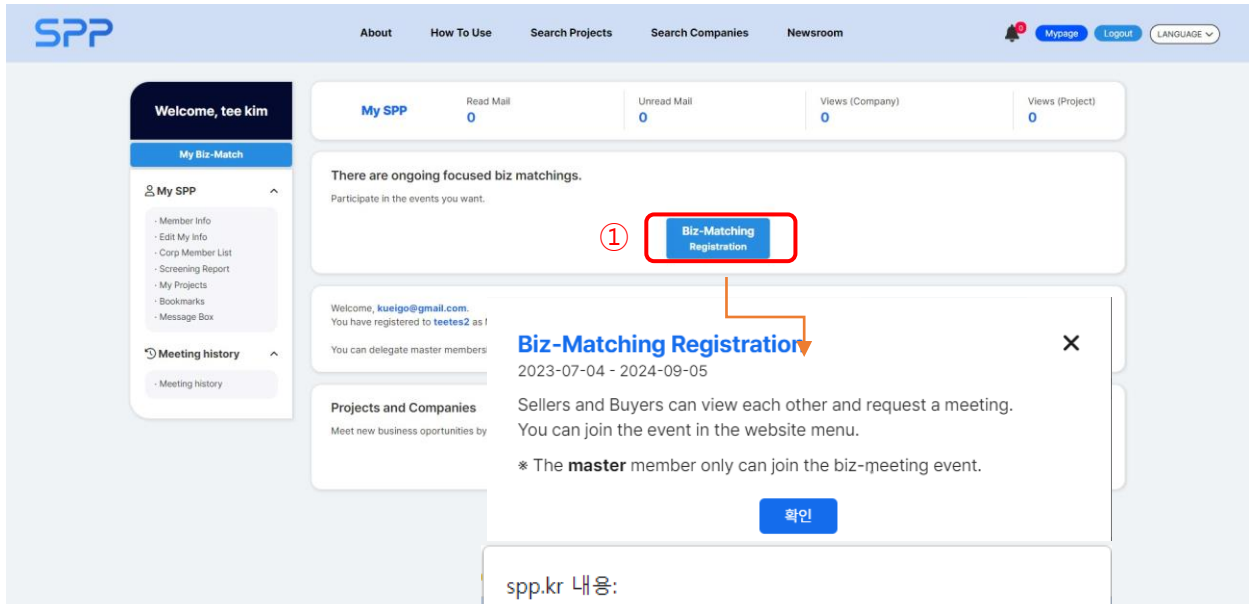 SPP
About How To Use Search Projects Search Companies Newsroom
0 Mypage Logout LANGUAGE
Welcome, tee kim
My Biz-Match
My SPP
· Member Info
· Edit My Info
· Corp Member List
· Screening Report
· My Projects
· Bookmarks
· Message Box
Meeting history
· Meeting history
My SPP
Read Mail
0
Unread Mail
0
Views (Company)
0
Views (Project)
0
There are ongoing focused biz matchings.
Participate in the events you want.
①
Biz-Matching
Registration
Welcome, kueigo@gmail.com.
You have registered to teetes2 as
You can delegate master
Projects and Companies
Meet new business oportunities by
Biz-Matching Registration
2023-07-04 - 2024-09-05
Sellers and Buyers can view each other and request a meeting.
You can join the event in the website menu.
※ The master member only can join the biz-meeting event.
확인
spp.kr 내용: